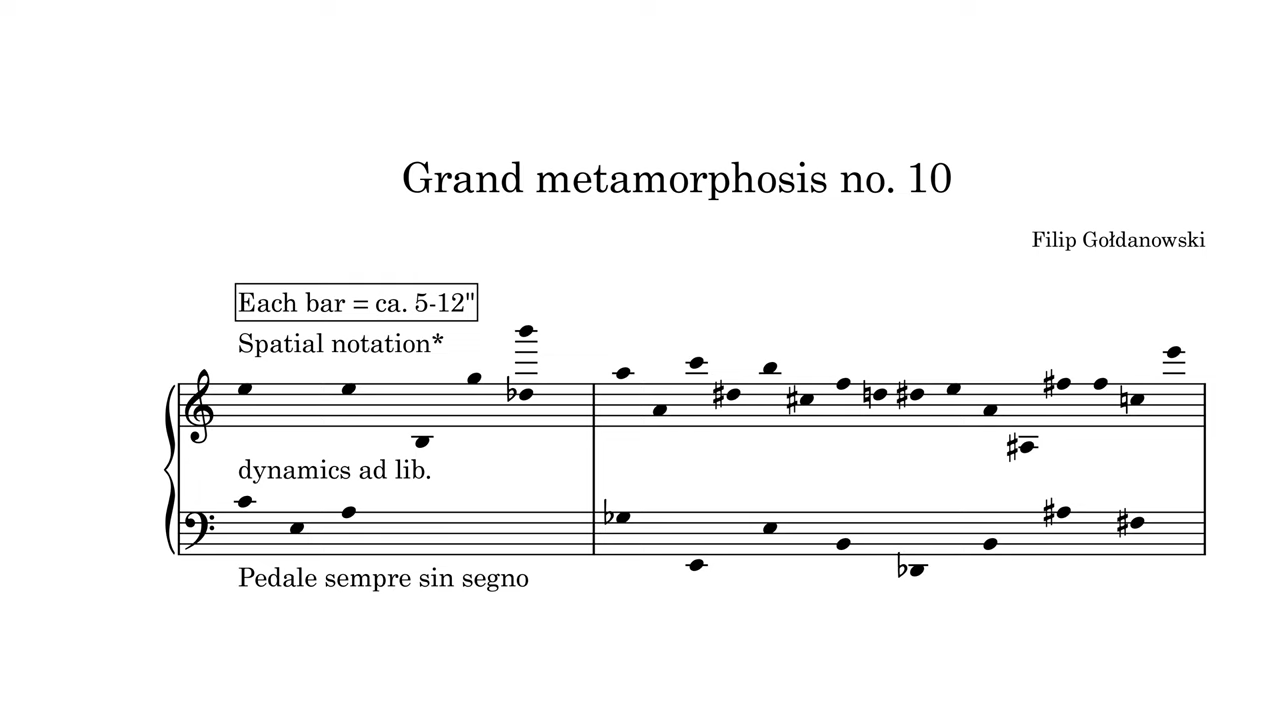 Grand metamorphosis no. 10
Filip Gołdanowski
Each bar = ca. 5-12"
Spatial notation*
dynamics ad lib.
Pedale sempre sin segno